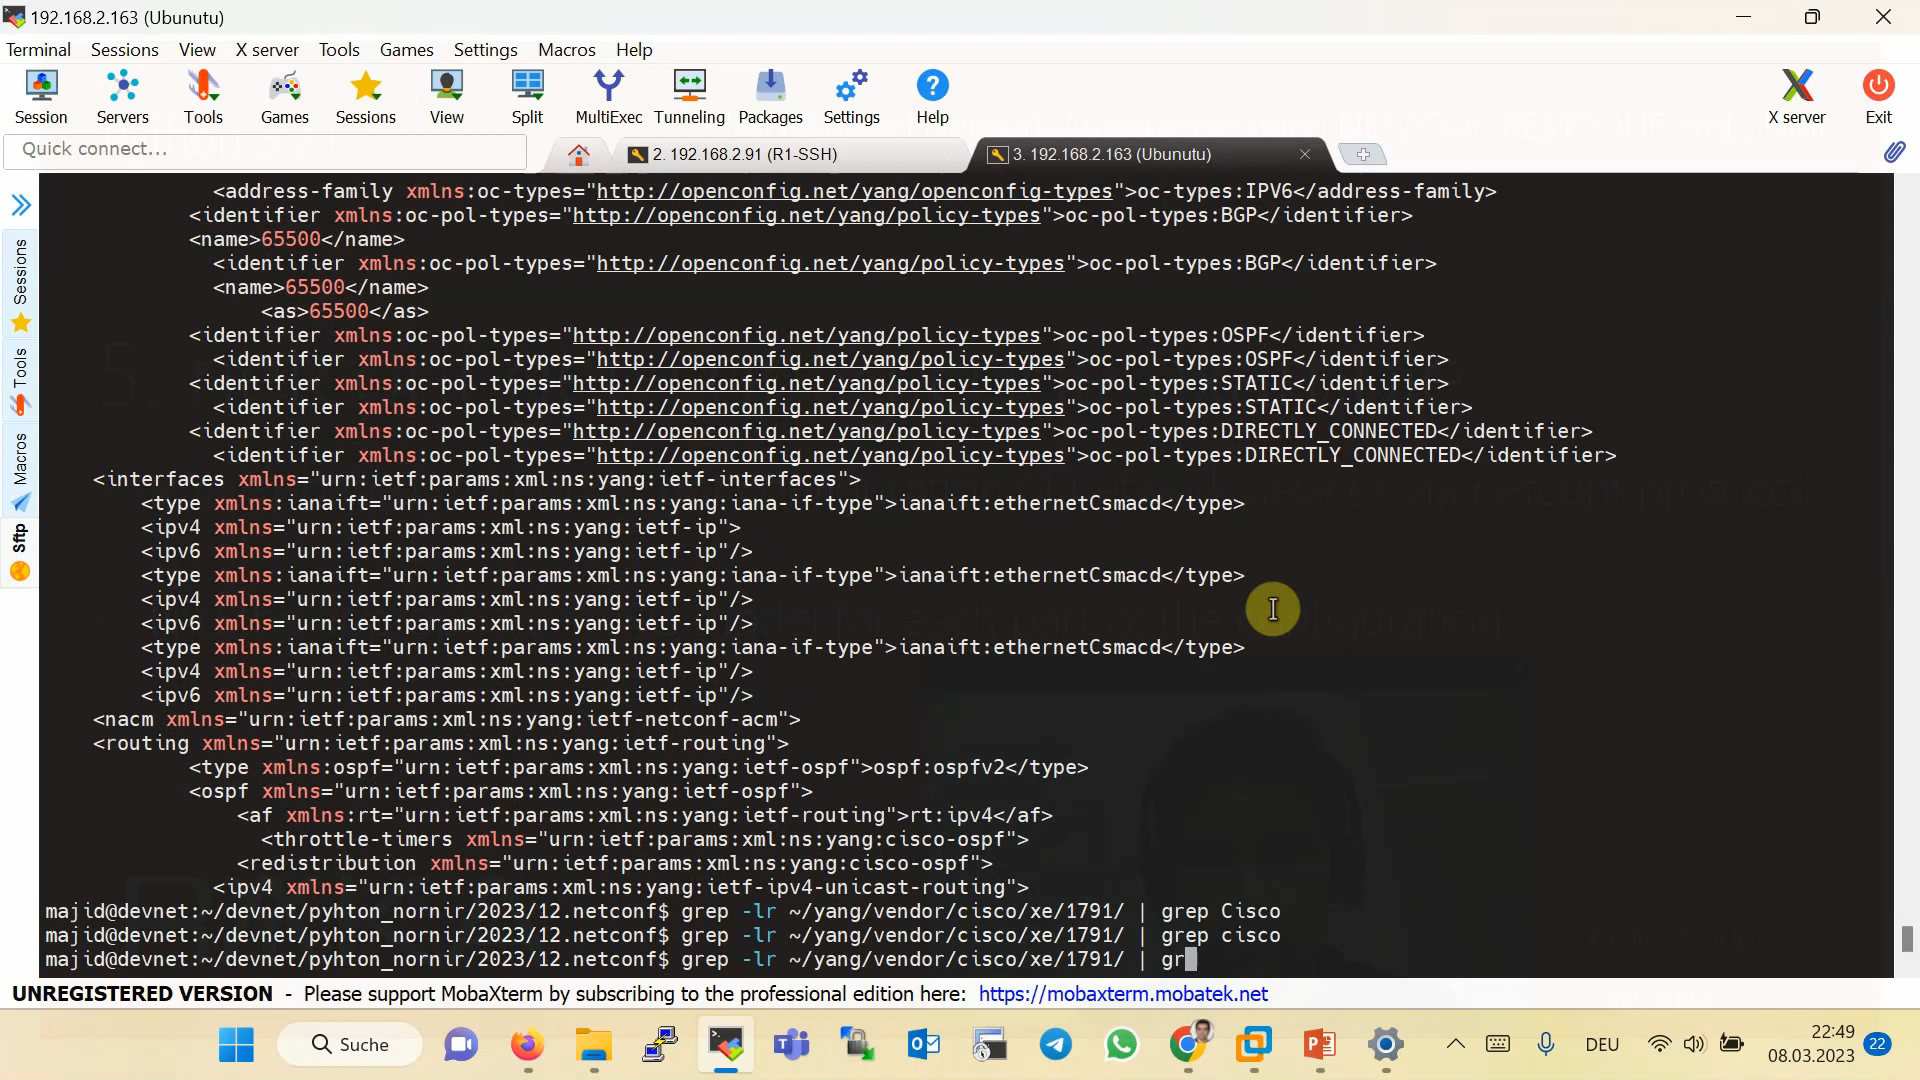 192.168.2.163 (Ubunutu)
Terminal Sessions View X server Tools Games Settings Macros Help
Session Servers Tools Games Sessions View Split MultiExec Tunneling Packages Settings Help X server Exit
Quick connect...
2. 192.168.2.91 (R1-SSH)
3. 192.168.2.163 (Ubunutu)
Sessions
Tools
Macros
Sftp
<address-family xmlns:oc-types="http://openconfig.net/yang/openconfig-types">oc-types:IPV6</address-family>
<identifier xmlns:oc-pol-types="http://openconfig.net/yang/policy-types">oc-pol-types:BGP</identifier>
<name>65500</name>
<identifier xmlns:oc-pol-types="http://openconfig.net/yang/policy-types">oc-pol-types:BGP</identifier>
<name>65500</name>
<as>65500</as>
<identifier xmlns:oc-pol-types="http://openconfig.net/yang/policy-types">oc-pol-types:OSPF</identifier>
<identifier xmlns:oc-pol-types="http://openconfig.net/yang/policy-types">oc-pol-types:OSPF</identifier>
<identifier xmlns:oc-pol-types="http://openconfig.net/yang/policy-types">oc-pol-types:STATIC</identifier>
<identifier xmlns:oc-pol-types="http://openconfig.net/yang/policy-types">oc-pol-types:STATIC</identifier>
<identifier xmlns:oc-pol-types="http://openconfig.net/yang/policy-types">oc-pol-types:DIRECTLY_CONNECTED</identifier>
<identifier xmlns:oc-pol-types="http://openconfig.net/yang/policy-types">oc-pol-types:DIRECTLY_CONNECTED</identifier>
<interfaces xmlns="urn:ietf:params:xml:ns:yang:ietf-interfaces">
<type xmlns:ianaift="urn:ietf:params:xml:ns:yang:iana-if-type">ianaift:ethernetCsmacd</type>
<ipv4 xmlns="urn:ietf:params:xml:ns:yang:ietf-ip">
<ipv6 xmlns="urn:ietf:params:xml:ns:yang:ietf-ip"/>
<type xmlns:ianaift="urn:ietf:params:xml:ns:yang:iana-if-type">ianaift:ethernetCsmacd</type>
<ipv4 xmlns="urn:ietf:params:xml:ns:yang:ietf-ip"/>
<ipv6 xmlns="urn:ietf:params:xml:ns:yang:ietf-ip"/>
<type xmlns:ianaift="urn:ietf:params:xml:ns:yang:iana-if-type">ianaift:ethernetCsmacd</type>
<ipv4 xmlns="urn:ietf:params:xml:ns:yang:ietf-ip"/>
<ipv6 xmlns="urn:ietf:params:xml:ns:yang:ietf-ip"/>
<nacm xmlns="urn:ietf:params:xml:ns:yang:ietf-netconf-acm">
<routing xmlns="urn:ietf:params:xml:ns:yang:ietf-routing">
<type xmlns:ospf="urn:ietf:params:xml:ns:yang:ietf-ospf">ospf:ospfv2</type>
<ospf xmlns="urn:ietf:params:xml:ns:yang:ietf-ospf">
<af xmlns:rt="urn:ietf:params:xml:ns:yang:ietf-routing">rt:ipv4</af>
<throttle-timers xmlns="urn:ietf:params:xml:ns:yang:cisco-ospf">
<redistribution xmlns="urn:ietf:params:xml:ns:yang:cisco-ospf">
<ipv4 xmlns="urn:ietf:params:xml:ns:yang:ietf-ipv4-unicast-routing">
majid@devnet:~/devnet/pyhton_nornir/2023/12.netconf$ grep -lr ~/yang/vendor/cisco/xe/1791/ | grep Cisco
majid@devnet:~/devnet/pyhton_nornir/2023/12.netconf$ grep -lr ~/yang/vendor/cisco/xe/1791/ | grep cisco
majid@devnet:~/devnet/pyhton_nornir/2023/12.netconf$ grep -lr ~/yang/vendor/cisco/xe/1791/ | gr
UNREGISTERED VERSION - Please support MobaXterm by subscribing to the professional edition here: https://mobaxterm.mobatek.net
Suche
DEU
22:49
08.03.2023
22